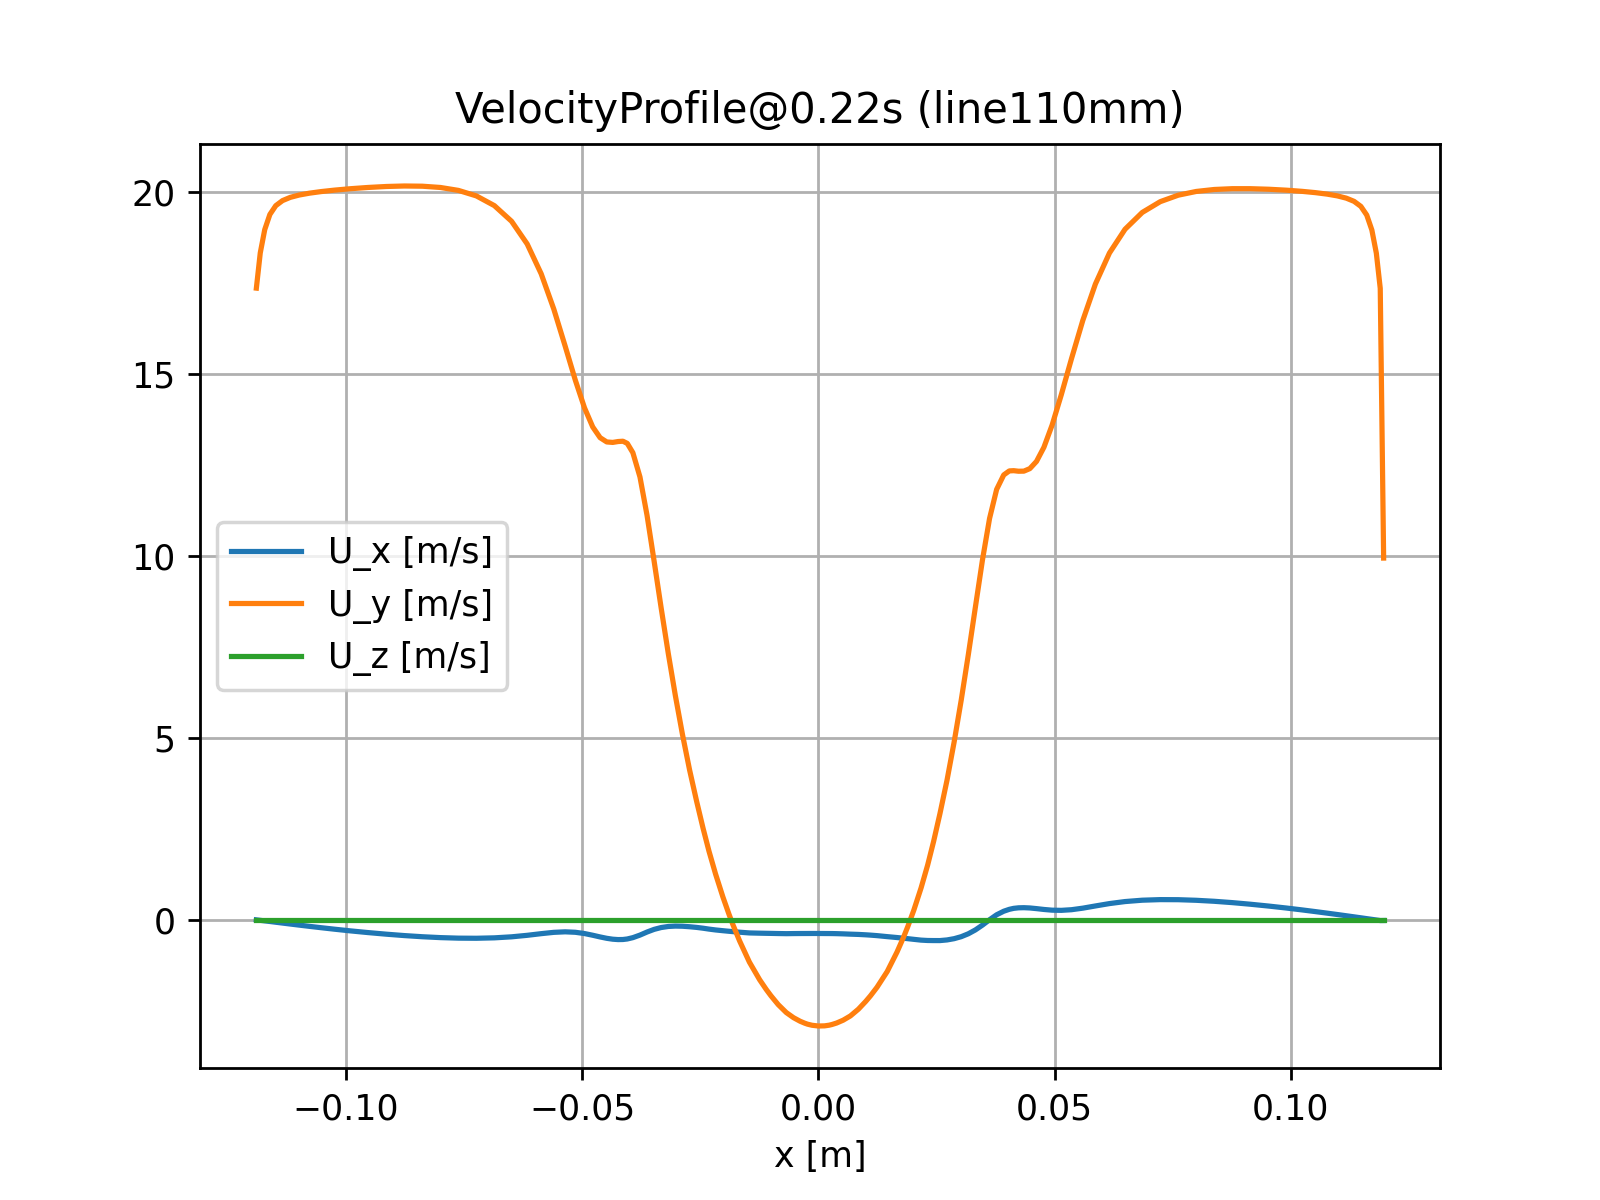 VelocityProfile@0.22s (line110mm)
20
15
10
5
0
U_x [m/s]
U_y [m/s]
U_z [m/s]
−0.10
−0.05
0.00
0.05
0.10
x [m]